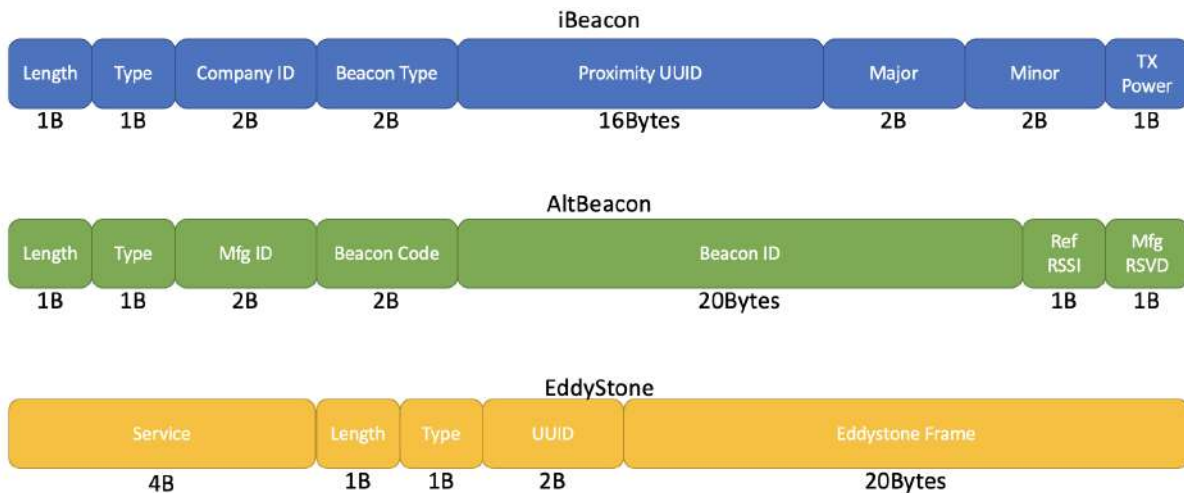 iBeacon
Length Type Company ID Beacon Type Proximity UUID Major Minor TX Power
1B 1B 2B 2B 16Bytes 2B 2B 1B
AltBeacon
Length Type Mfg ID Beacon Code Beacon ID Ref RSSI Mfg RSVD
1B 1B 2B 2B 20Bytes 1B 1B
EddyStone
Service Length Type UUID Eddystone Frame
4B 1B 1B 2B 20Bytes